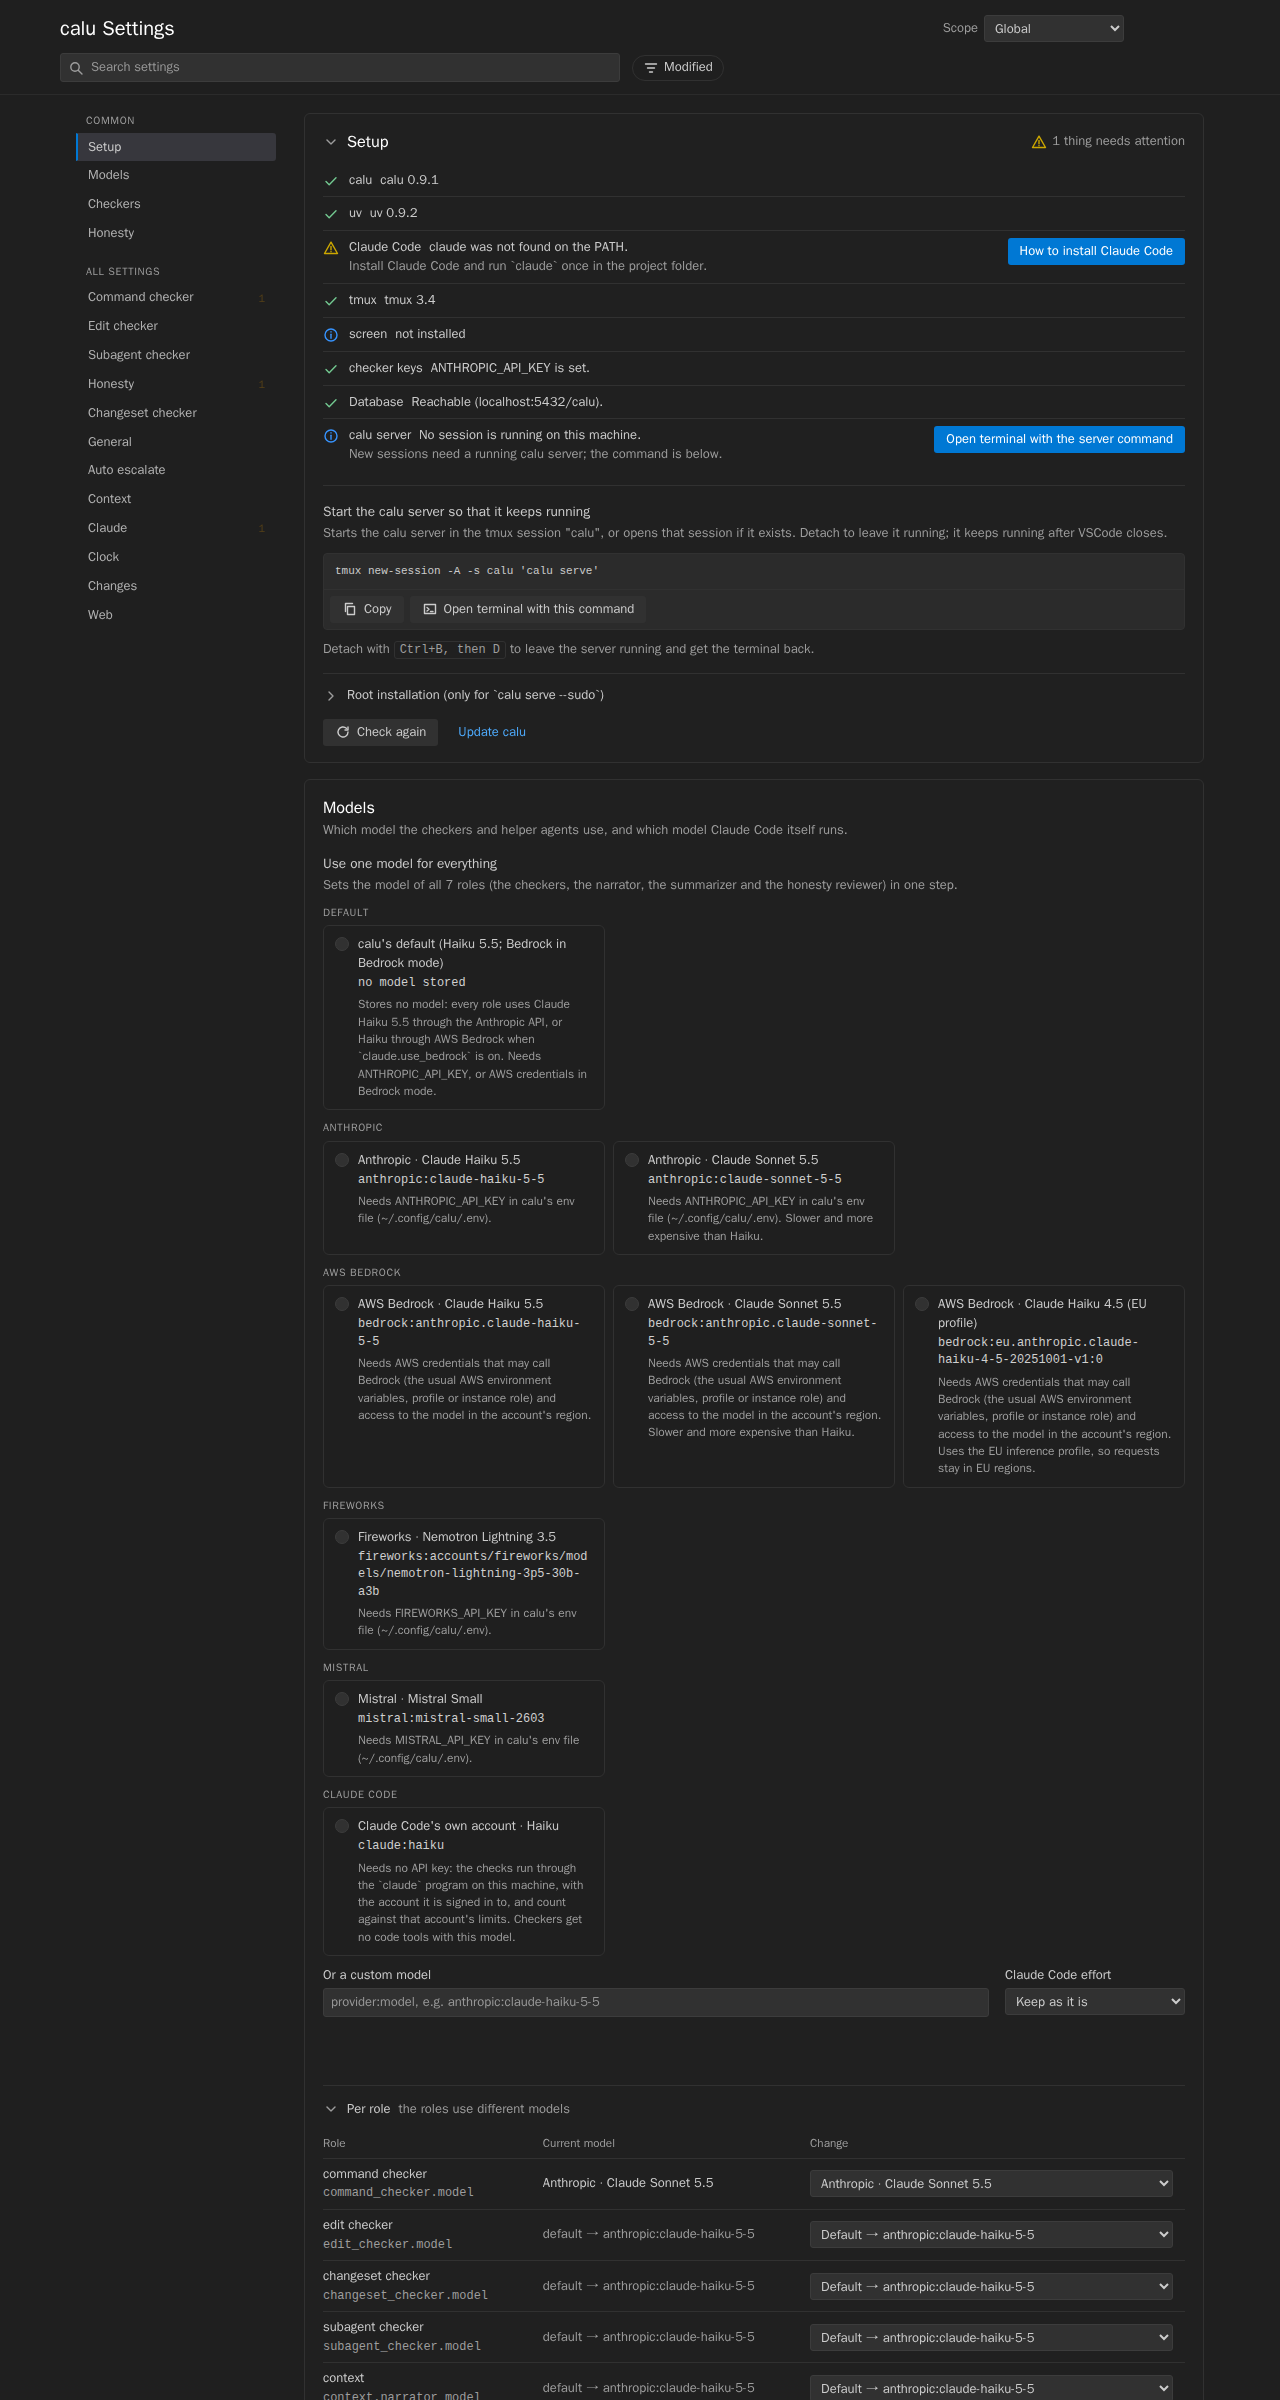 calu Settings
Scope
Global
Search settings
Modified
COMMON
Setup
Models
Checkers
Honesty
ALL SETTINGS
Command checker 1
Edit checker
Subagent checker
Honesty 1
Changeset checker
General
Auto escalate
Context
Claude 1
Clock
Changes
Web
Setup
1 thing needs attention
calu calu 0.9.1
uv uv 0.9.2
Claude Code claude was not found on the PATH.
Install Claude Code and run `claude` once in the project folder.
How to install Claude Code
tmux tmux 3.4
screen not installed
checker keys ANTHROPIC_API_KEY is set.
Database Reachable (localhost:5432/calu).
calu server No session is running on this machine.
New sessions need a running calu server; the command is below.
Open terminal with the server command
Start the calu server so that it keeps running
Starts the calu server in the tmux session "calu", or opens that session if it exists. Detach to leave it running; it keeps running after VSCode closes.
tmux new-session -A -s calu 'calu serve'
Copy
Open terminal with this command
Detach with Ctrl+B, then D to leave the server running and get the terminal back.
Root installation (only for `calu serve --sudo`)
Check again
Update calu
Models
Which model the checkers and helper agents use, and which model Claude Code itself runs.
Use one model for everything
Sets the model of all 7 roles (the checkers, the narrator, the summarizer and the honesty reviewer) in one step.
DEFAULT
calu's default (Haiku 5.5; Bedrock in
Bedrock mode)
no model stored
Stores no model: every role uses Claude
Haiku 5.5 through the Anthropic API, or
Haiku through AWS Bedrock when
`claude.use_bedrock` is on. Needs
ANTHROPIC_API_KEY, or AWS credentials in
Bedrock mode.
ANTHROPIC
Anthropic · Claude Haiku 5.5
anthropic:claude-haiku-5-5
Needs ANTHROPIC_API_KEY in calu's env
file (~/.config/calu/.env).
Anthropic · Claude Sonnet 5.5
anthropic:claude-sonnet-5-5
Needs ANTHROPIC_API_KEY in calu's env
file (~/.config/calu/.env). Slower and more
expensive than Haiku.
AWS BEDROCK
AWS Bedrock · Claude Haiku 5.5
bedrock:anthropic.claude-haiku-
5-5
Needs AWS credentials that may call
Bedrock (the usual AWS environment
variables, profile or instance role) and
access to the model in the account's region.
AWS Bedrock · Claude Sonnet 5.5
bedrock:anthropic.claude-sonnet-
5-5
Needs AWS credentials that may call
Bedrock (the usual AWS environment
variables, profile or instance role) and
access to the model in the account's region.
Slower and more expensive than Haiku.
AWS Bedrock · Claude Haiku 4.5 (EU
profile)
bedrock:eu.anthropic.claude-
haiku-4-5-20251001-v1:0
Needs AWS credentials that may call
Bedrock (the usual AWS environment
variables, profile or instance role) and
access to the model in the account's region.
Uses the EU inference profile, so requests
stay in EU regions.
FIREWORKS
Fireworks · Nemotron Lightning 3.5
fireworks:accounts/fireworks/mod
els/nemotron-lightning-3p5-30b-
a3b
Needs FIREWORKS_API_KEY in calu's env
file (~/.config/calu/.env).
MISTRAL
Mistral · Mistral Small
mistral:mistral-small-2603
Needs MISTRAL_API_KEY in calu's env file
(~/.config/calu/.env).
CLAUDE CODE
Claude Code's own account · Haiku
claude:haiku
Needs no API key: the checks run through
the `claude` program on this machine, with
the account it is signed in to, and count
against that account's limits. Checkers get
no code tools with this model.
Or a custom model
provider:model, e.g. anthropic:claude-haiku-5-5
Claude Code effort
Keep as it is
Per role the roles use different models
Role Current model Change
command checker
command_checker.model
Anthropic · Claude Sonnet 5.5
Anthropic · Claude Sonnet 5.5
edit checker
edit_checker.model
default → anthropic:claude-haiku-5-5
Default → anthropic:claude-haiku-5-5
changeset checker
changeset_checker.model
default → anthropic:claude-haiku-5-5
Default → anthropic:claude-haiku-5-5
subagent checker
subagent_checker.model
default → anthropic:claude-haiku-5-5
Default → anthropic:claude-haiku-5-5
context
context.narrator_model
default → anthropic:claude-haiku-5-5
Default → anthropic:claude-haiku-5-5